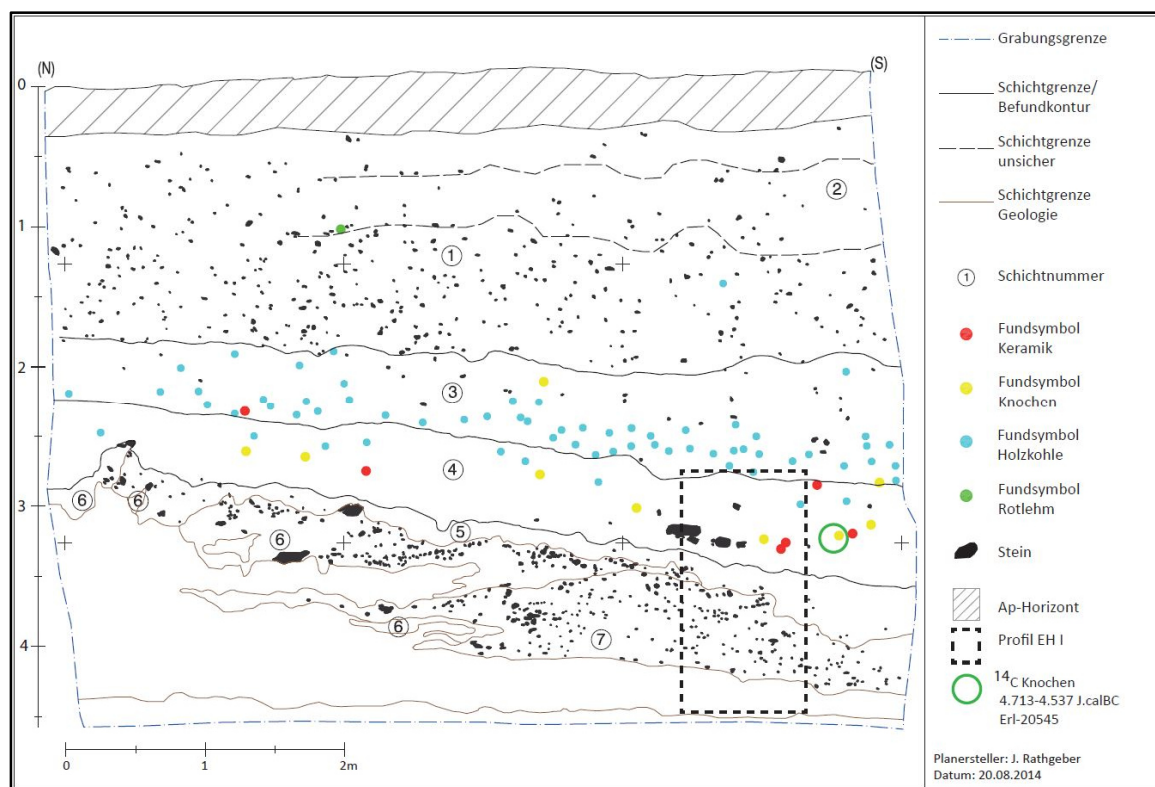 (N)
(S)
0
1
2
3
4
2
1
3
4
6
6
5
6
6
7
0
1
2m
Grabungsgrenze
Schichtgrenze/
Befundkontur
Schichtgrenze
unsicher
Schichtgrenze
Geologie
1
Schichtnummer
Fundsymbol
Keramik
Fundsymbol
Knochen
Fundsymbol
Holzkohle
Fundsymbol
Rotlehm
Stein
Ap-Horizont
Profil EH I
14C Knochen
4.713-4.537 J.calBC
Erl-20545
Planersteller: J. Rathgeber
Datum: 20.08.2014